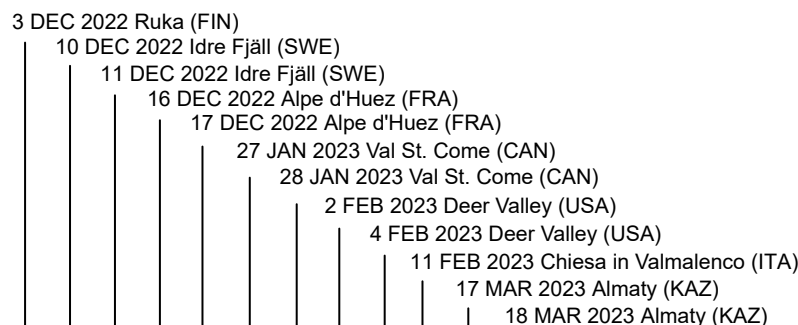 3 DEC 2022 Ruka (FIN)
10 DEC 2022 Idre Fjäll (SWE)
11 DEC 2022 Idre Fjäll (SWE)
16 DEC 2022 Alpe d'Huez (FRA)
17 DEC 2022 Alpe d'Huez (FRA)
27 JAN 2023 Val St. Come (CAN)
28 JAN 2023 Val St. Come (CAN)
2 FEB 2023 Deer Valley (USA)
4 FEB 2023 Deer Valley (USA)
11 FEB 2023 Chiesa in Valmalenco (ITA)
17 MAR 2023 Almaty (KAZ)
18 MAR 2023 Almaty (KAZ)